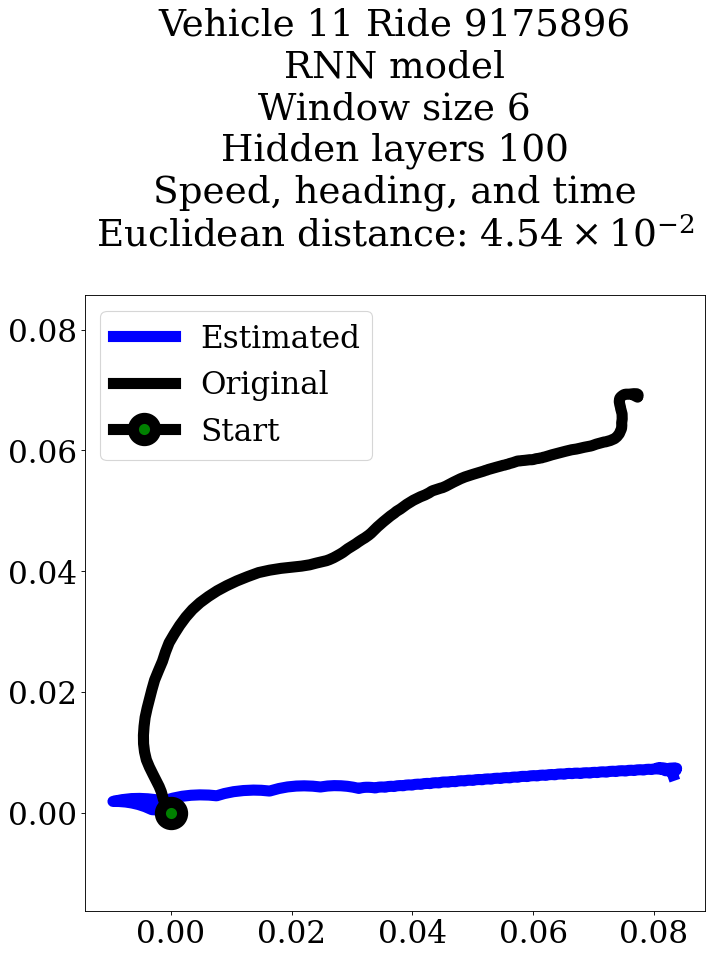 Vehicle 11 Ride 9175896
RNN model
Window size 6
Hidden layers 100
Speed, heading, and time
Euclidean distance: 4.54 × 10⁻²
Estimated
Original
Start
0.08
0.06
0.04
0.02
0.00
0.00 0.02 0.04 0.06 0.08